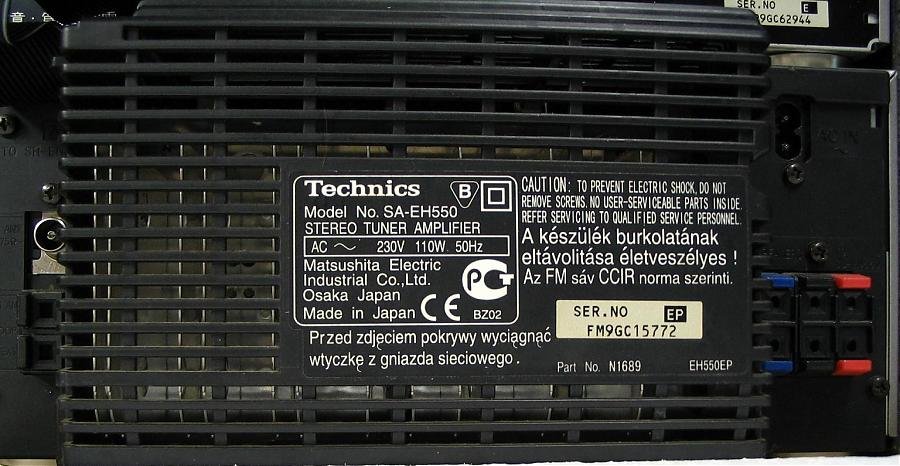 音
SER.NO E
9GC62944
AC IN
Technics B
Model No. SA-EH550
STEREO TUNER AMPLIFIER
AC ～ 230V 110W 50Hz
Matsushita Electric
Industrial Co.,Ltd.
Osaka Japan
Made in Japan CE BZ02
CAUTION: TO PREVENT ELECTRIC SHOCK, DO NOT
REMOVE SCREWS. NO USER-SERVICEABLE PARTS INSIDE.
REFER SERVICING TO QUALIFIED SERVICE PERSONNEL.
A készülék burkolatának
eltávolítása életveszélyes !
Az FM sáv CCIR norma szerinti.
SER.NO EP
FM9GC15772
Przed zdjęciem pokrywy wyciągnąć
wtyczkę z gniazda sieciowego .
Part No. N1689 EH550EP